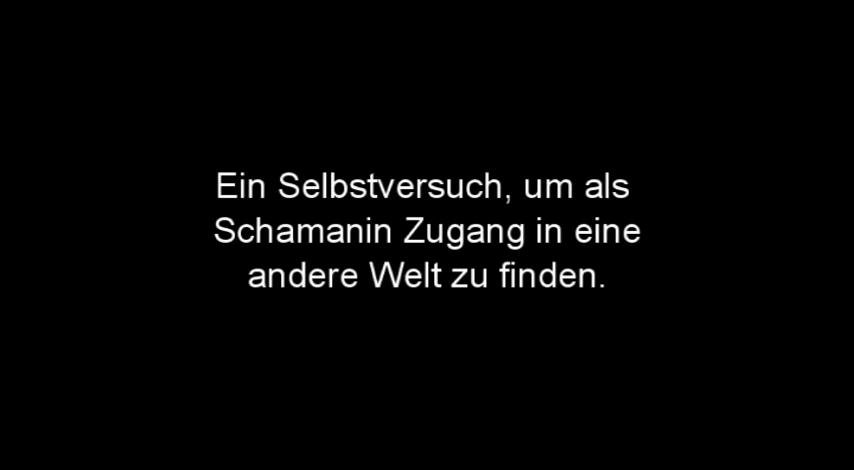 Ein Selbstversuch, um als
Schamanin Zugang in eine
andere Welt zu finden.